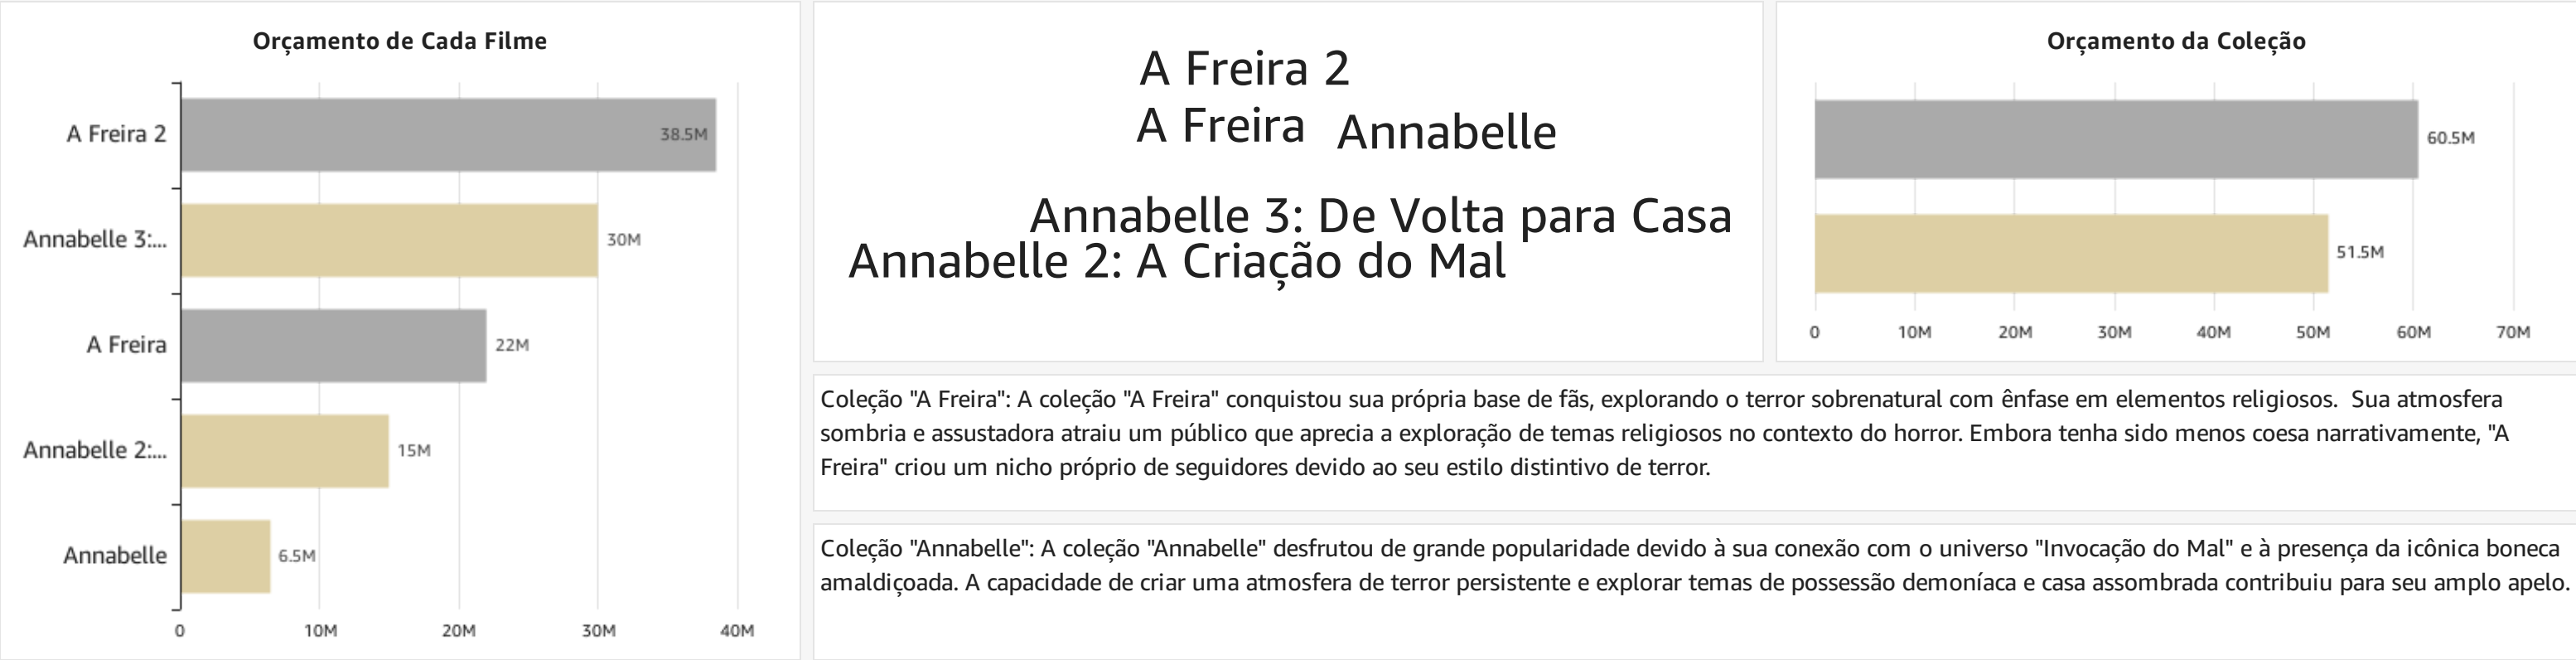 Orçamento de Cada Filme
A Freira 2
38.5M
Annabelle 3:...
30M
A Freira
22M
Annabelle 2:...
15M
Annabelle
6.5M
0 10M 20M 30M 40M
A Freira 2
A Freira Annabelle
Annabelle 3: De Volta para Casa
Annabelle 2: A Criação do Mal
Orçamento da Coleção
60.5M
51.5M
0 10M 20M 30M 40M 50M 60M 70M
Coleção "A Freira": A coleção "A Freira" conquistou sua própria base de fãs, explorando o terror sobrenatural com ênfase em elementos religiosos.  Sua atmosfera
sombria e assustadora atraiu um público que aprecia a exploração de temas religiosos no contexto do horror. Embora tenha sido menos coesa narrativamente, "A
Freira" criou um nicho próprio de seguidores devido ao seu estilo distintivo de terror.
Coleção "Annabelle": A coleção "Annabelle" desfrutou de grande popularidade devido à sua conexão com o universo "Invocação do Mal" e à presença da icônica boneca
amaldiçoada. A capacidade de criar uma atmosfera de terror persistente e explorar temas de possessão demoníaca e casa assombrada contribuiu para seu amplo apelo.